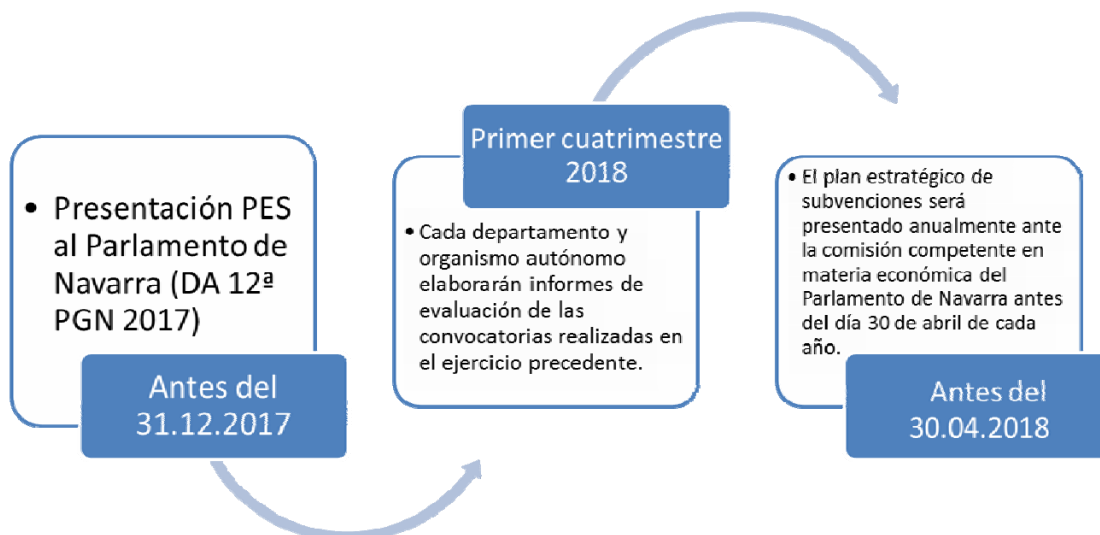 • Presentación PES
al Parlamento de
Navarra (DA 12ª
PGN 2017)
Antes del
31.12.2017
Primer cuatrimestre
2018
• Cada departamento y
organismo autónomo
elaborarán informes de
evaluación de las
convocatorias realizadas en
el ejercicio precedente.
• El plan estratégico de
subvenciones será
presentado anualmente ante
la comisión competente en
materia económica del
Parlamento de Navarra antes
del día 30 de abril de cada
año.
Antes del
30.04.2018